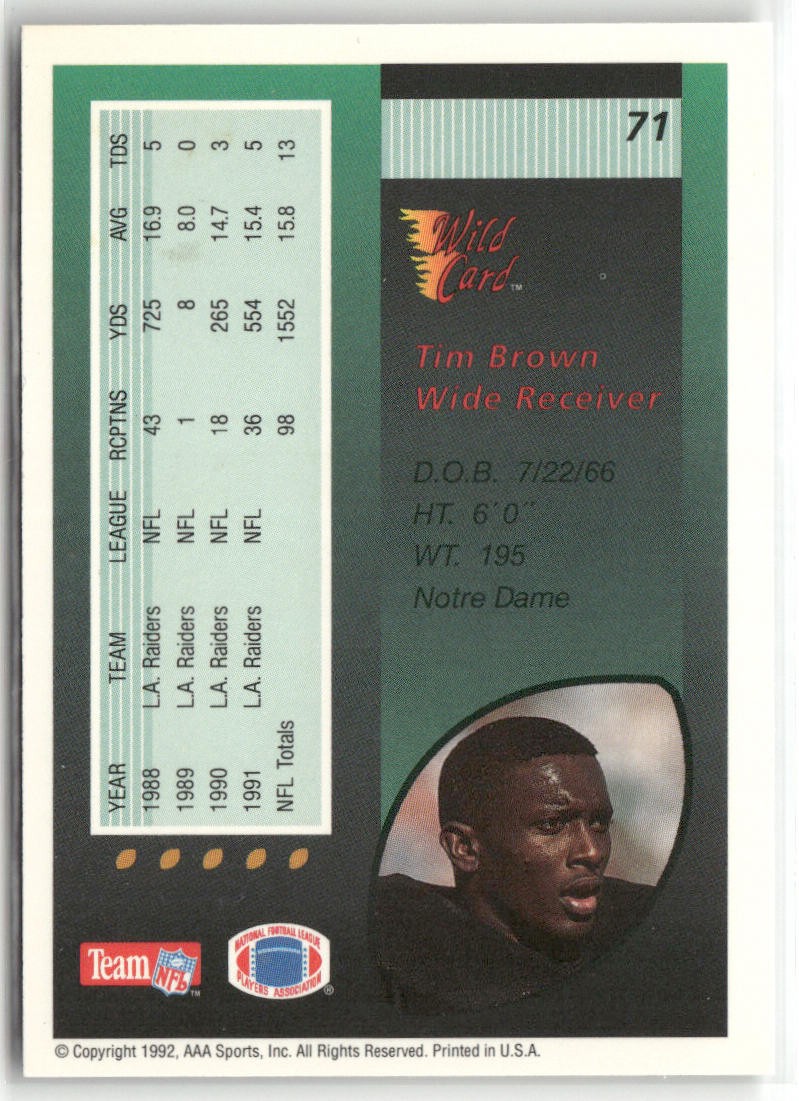 71
Wild
Card™
Tim Brown
Wide Receiver
D.O.B. 7/22/66
HT. 6'0"
WT. 195
Notre Dame
YEAR TEAM LEAGUE RCPTNS YDS AVG TDS
1988 L.A. Raiders NFL 43 725 16.9 5
1989 L.A. Raiders NFL 1 8 8.0 0
1990 L.A. Raiders NFL 18 265 14.7 3
1991 L.A. Raiders NFL 36 554 15.4 5
NFL Totals 98 1552 15.8 13
Team NFL™
NATIONAL FOOTBALL LEAGUE
PLAYERS ASSOCIATION ®
© Copyright 1992, AAA Sports, Inc. All Rights Reserved. Printed in U.S.A.